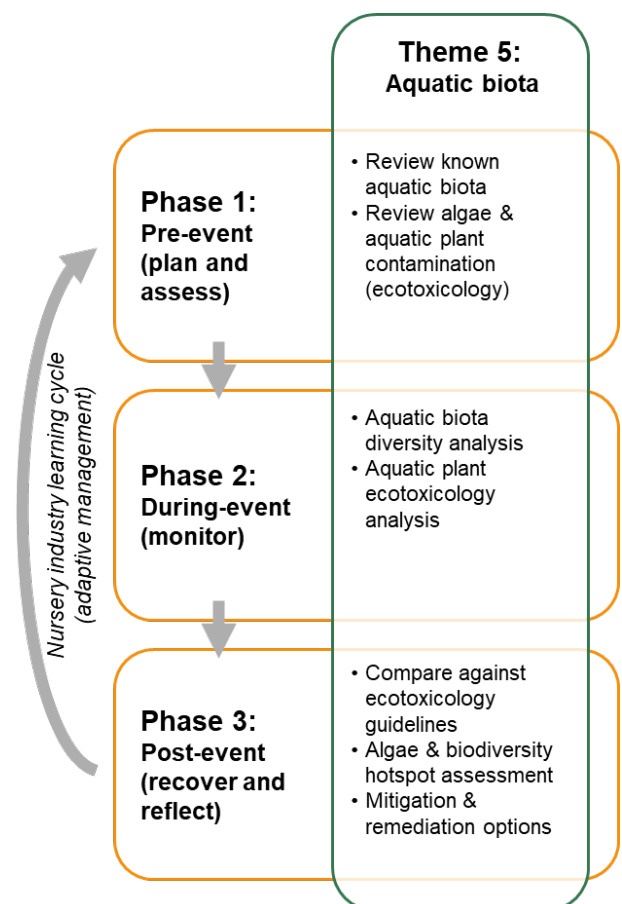 Theme 5:
Aquatic biota
Phase 1:
Pre-event
(plan and
assess)
• Review known
aquatic biota
• Review algae &
aquatic plant
contamination
(ecotoxicology)
Nursery industry learning cycle
(adaptive management)
Phase 2:
During-event
(monitor)
• Aquatic biota
diversity analysis
• Aquatic plant
ecotoxicology
analysis
Phase 3:
Post-event
(recover and
reflect)
• Compare against
ecotoxicology
guidelines
• Algae & biodiversity
hotspot assessment
• Mitigation &
remediation options